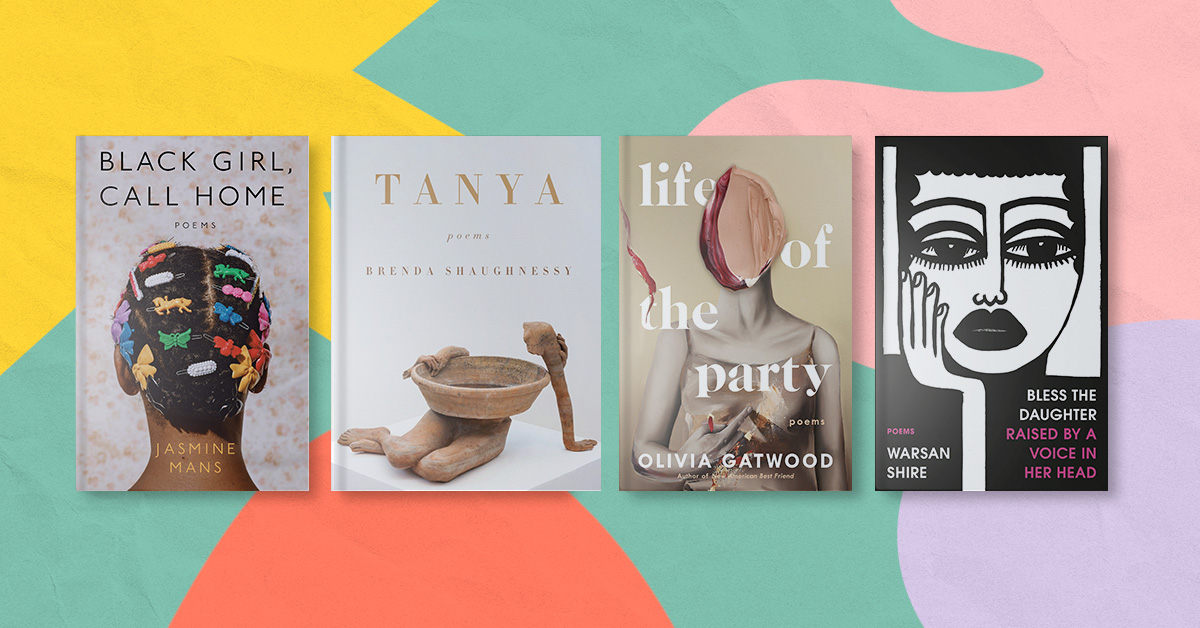 BLACK GIRL,
CALL HOME
POEMS
JASMINE
MANS
TANYA
poems
BRENDA SHAUGHNESSY
life
of
the
party
poems
OLIVIA GATWOOD
Author of New American Best Friend
POEMS
WARSAN
SHIRE
BLESS THE
DAUGHTER
RAISED BY A
VOICE IN
HER HEAD